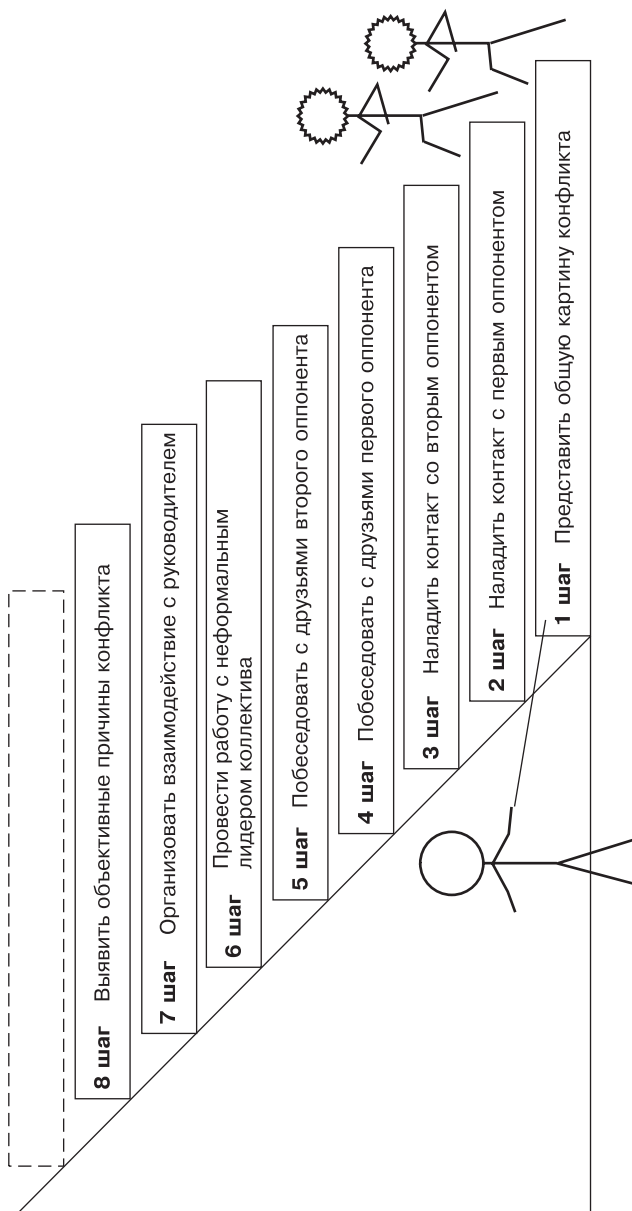 8 шаг Выявить объективные причины конфликта
7 шаг Организовать взаимодействие с руководителем
6 шаг Провести работу с неформальным
лидером коллектива
5 шаг Побеседовать с друзьями второго оппонента
4 шаг Побеседовать с друзьями первого оппонента
3 шаг Наладить контакт со вторым оппонентом
2 шаг Наладить контакт с первым оппонентом
1 шаг Представить общую картину конфликта